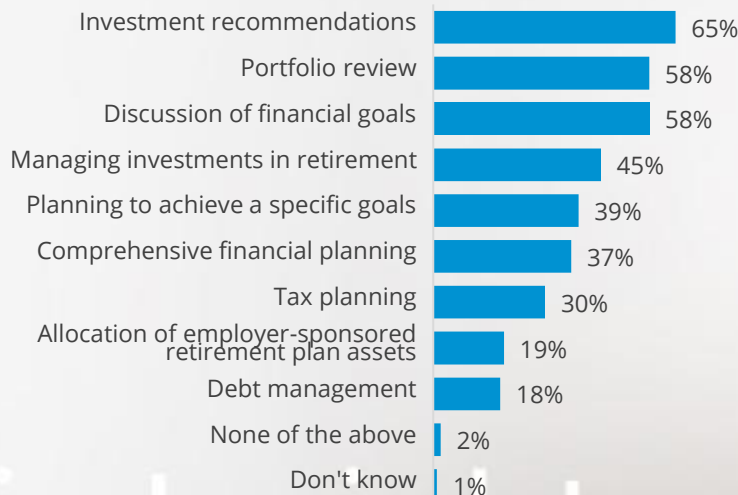 Investment recommendations 65%
Portfolio review 58%
Discussion of financial goals 58%
Managing investments in retirement 45%
Planning to achieve a specific goals 39%
Comprehensive financial planning 37%
Tax planning 30%
Allocation of employer-sponsored
retirement plan assets 19%
Debt management 18%
None of the above 2%
Don't know 1%